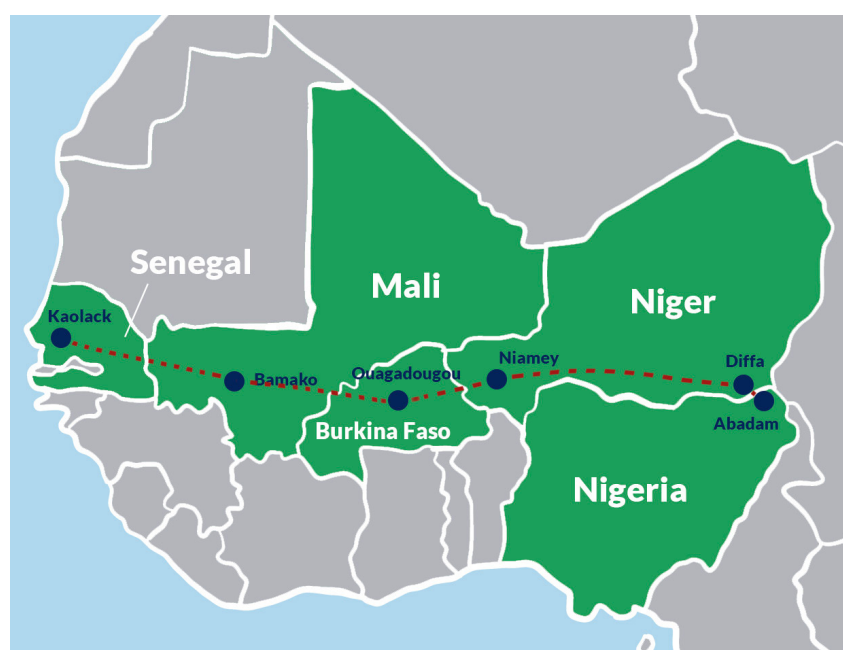 Senegal
Mali
Niger
Kaolack
Niamey
Diffa
Ouagadougou
Bamako
Abadam
Burkina Faso
Nigeria